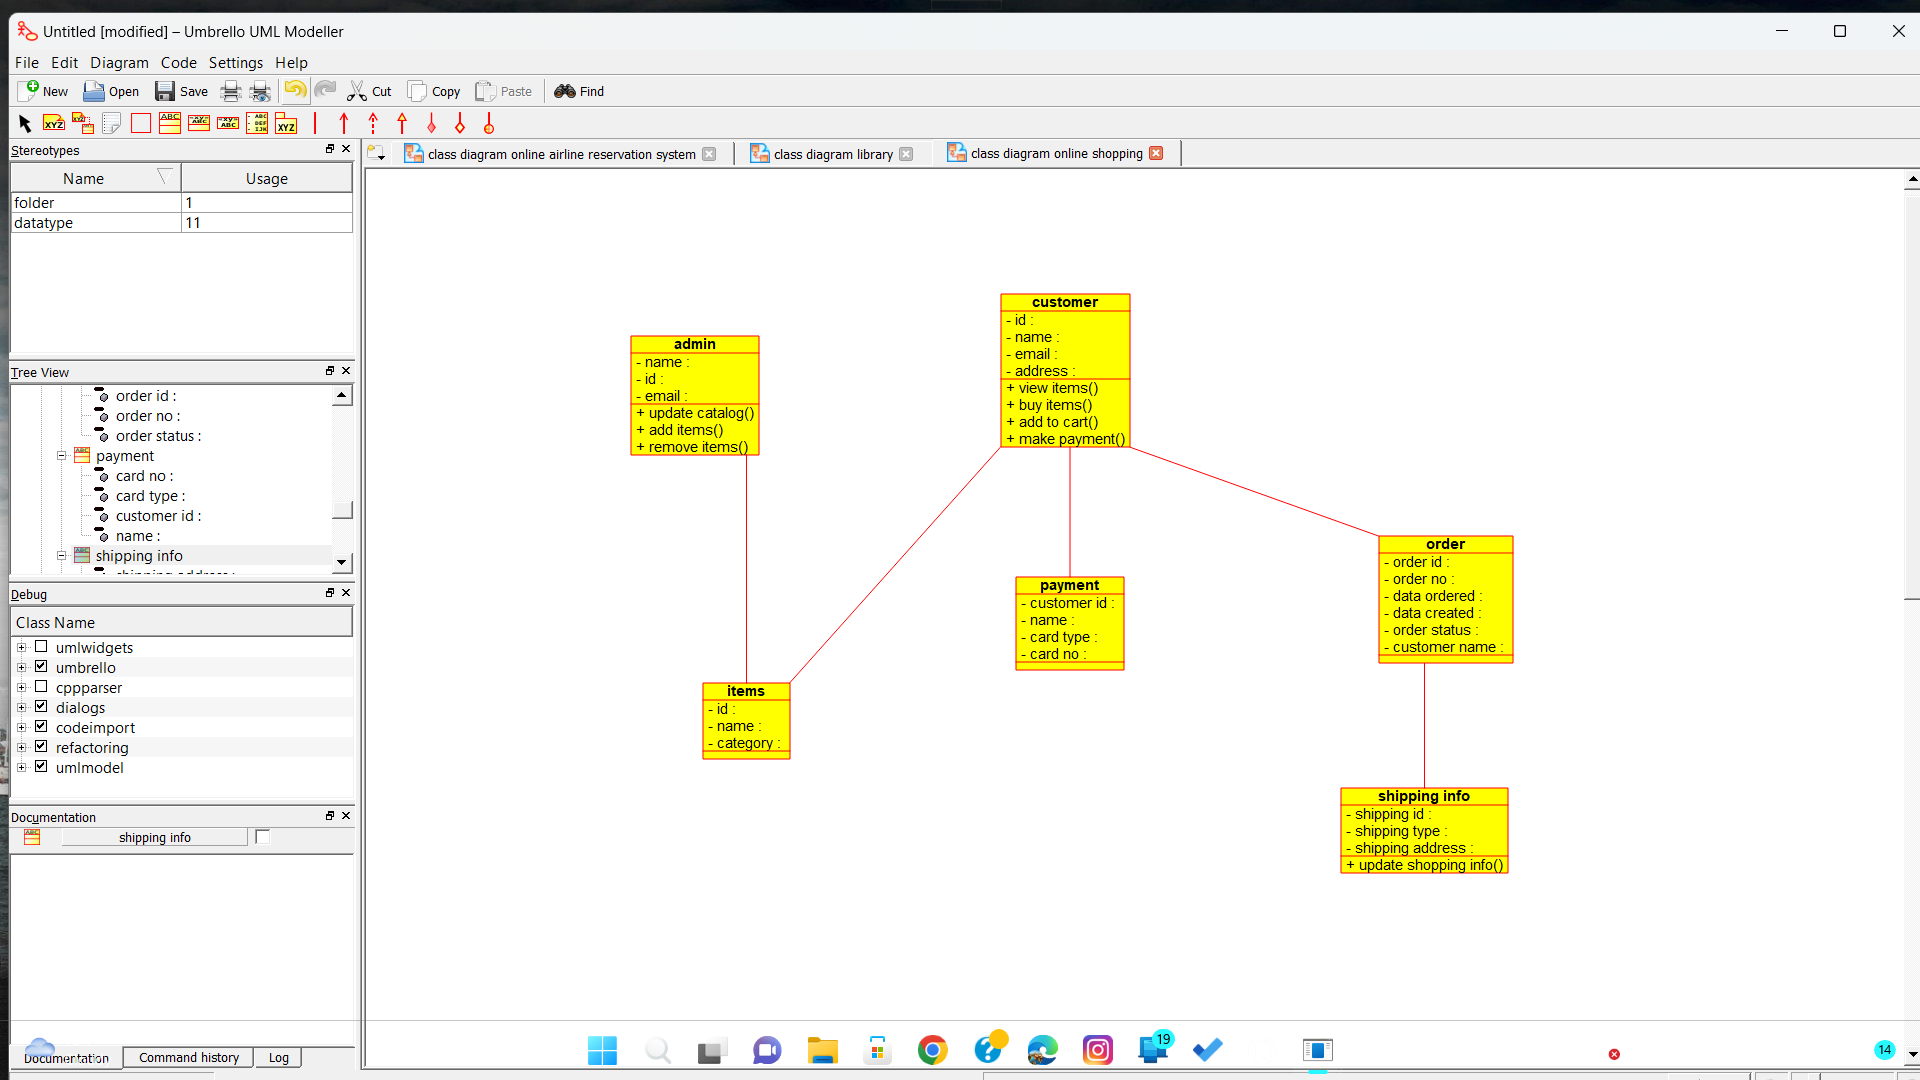 Untitled [modified] – Umbrello UML Modeller
File Edit Diagram Code Settings Help
New Open Save Cut Copy Paste Find
Stereotypes
Name Usage
folder 1
datatype 11
Tree View
order id :
order no :
order status :
payment
card no :
card type :
customer id :
name :
shipping info
shipping address :
Debug
Class Name
umlwidgets
umbrello
cppparser
dialogs
codeimport
refactoring
umlmodel
Documentation
shipping info
Documentation Command history Log
class diagram online airline reservation system
class diagram library
class diagram online shopping
admin
- name :
- id :
- email :
+ update catalog()
+ add items()
+ remove items()
customer
- id :
- name :
- email :
- address :
+ view items()
+ buy items()
+ add to cart()
+ make payment()
payment
- customer id :
- name :
- card type :
- card no :
order
- order id :
- order no :
- data ordered :
- data created :
- order status :
- customer name :
items
- id :
- name :
- category :
shipping info
- shipping id :
- shipping type :
- shipping address :
+ update shopping info()
19
14